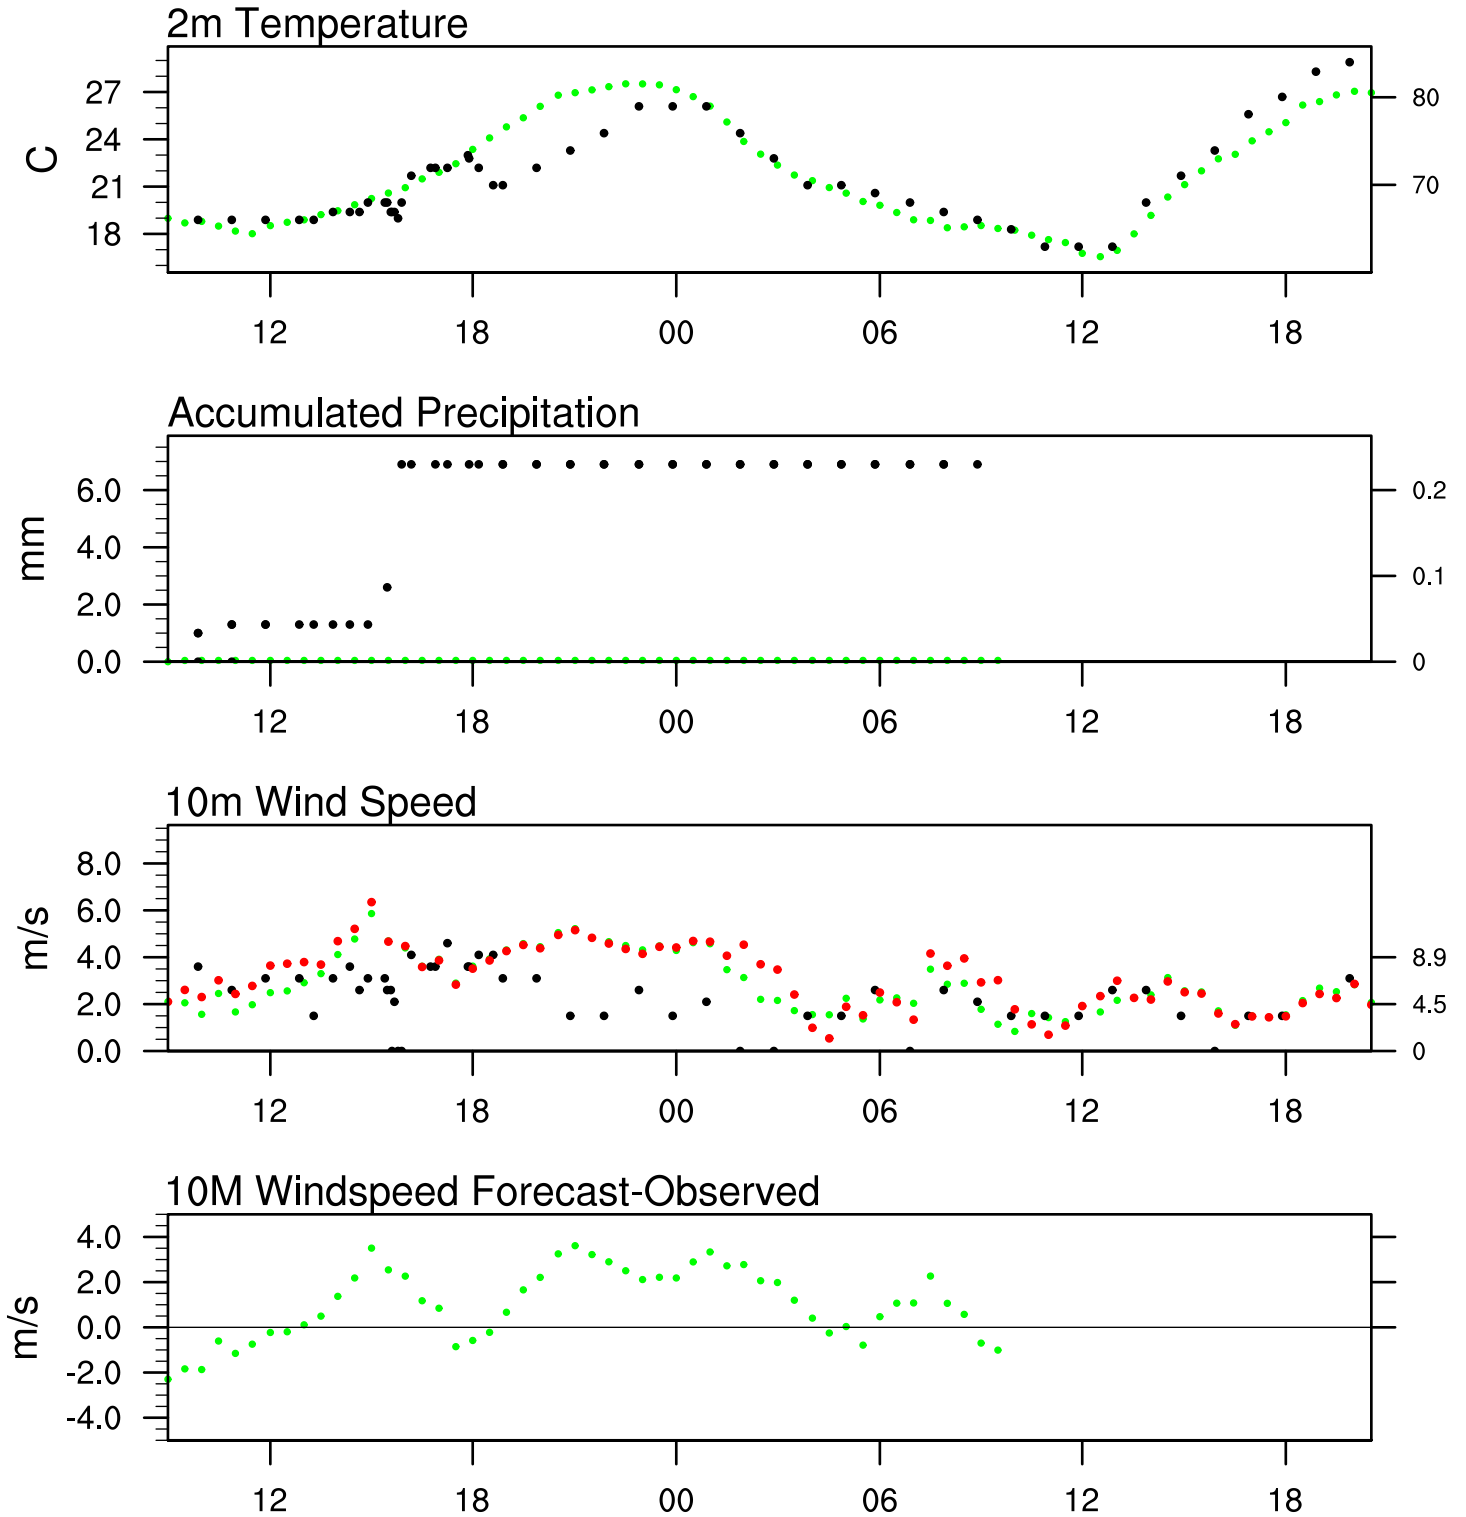 2m Temperature
27
24
21
18
C
80
70
12 18 00 06 12 18
Accumulated Precipitation
6.0
4.0
2.0
0.0
mm
0.2
0.1
0
12 18 00 06 12 18
10m Wind Speed
8.0
6.0
4.0
2.0
0.0
m/s
8.9
4.5
0
12 18 00 06 12 18
10M Windspeed Forecast-Observed
4.0
2.0
0.0
-2.0
-4.0
m/s
12 18 00 06 12 18